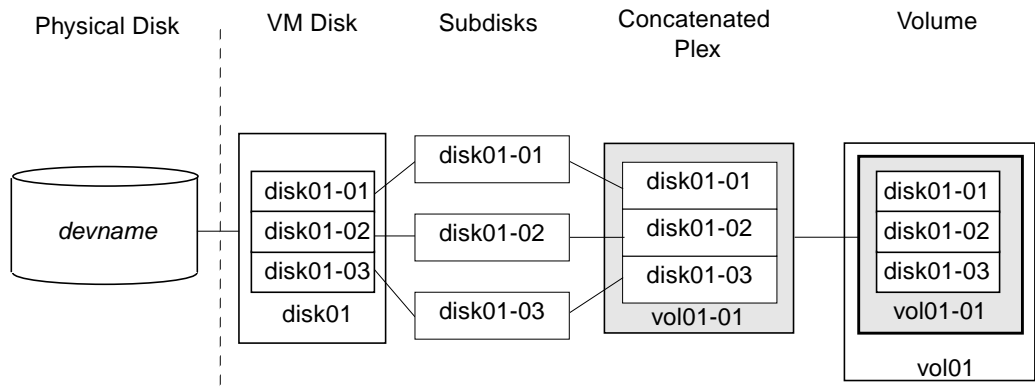 Physical Disk
VM Disk
Subdisks
Concatenated
Plex
Volume
devname
disk01-01
disk01-02
disk01-03
disk01
disk01-01
disk01-02
disk01-03
disk01-01
disk01-02
disk01-03
vol01-01
disk01-01
disk01-02
disk01-03
vol01-01
vol01